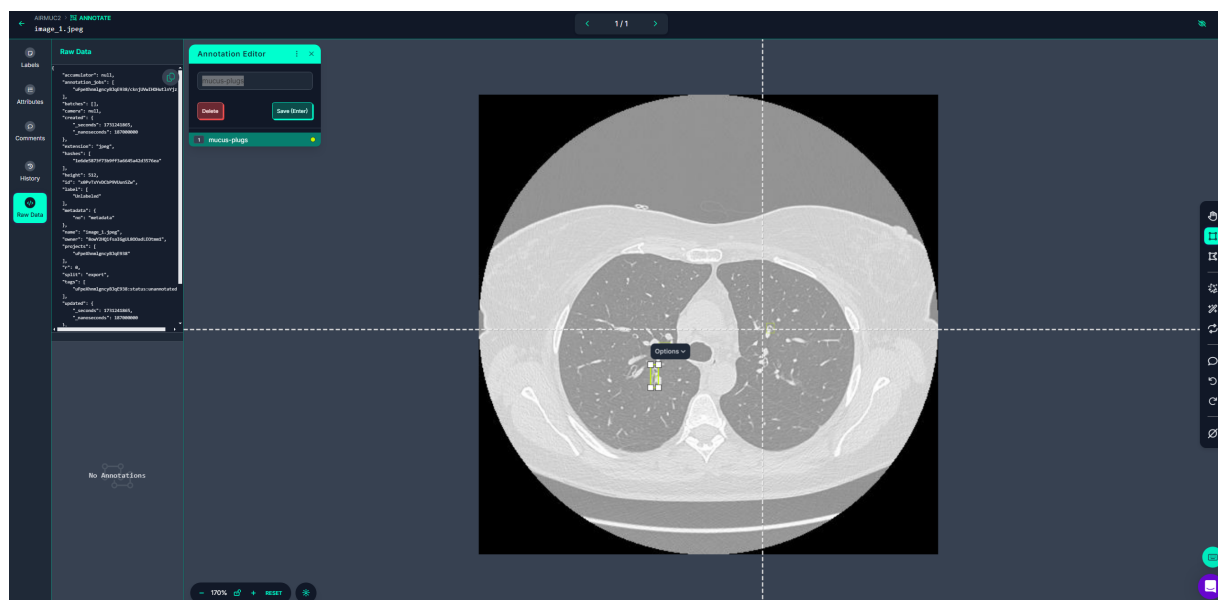 AIRMUC2 > ANNOTATE
image_1.jpeg
1 / 1
Labels
Attributes
Comments
History
Raw Data
Raw Data
"accumulator": null,
"annotation_jobs": [
],
"batches": [],
"camera": null,
"created": {
"_seconds": 1731241865,
"_nanoseconds": 187000000
},
"extension": "jpeg",
"hashes": [
],
"height": 512,
"label": [
"Unlabeled"
],
"metadata": {
"no": "metadata"
},
"name": "image_1.jpeg",
"projects": [
],
"r": 0,
"split": "export",
"tags": [
],
"updated": {
"_seconds": 1731241865,
"_nanoseconds": 187000000
},
No Annotations
Annotation Editor
mucus-plugs
Delete
Save (Enter)
1 mucus-plugs
Options
- 170% + RESET